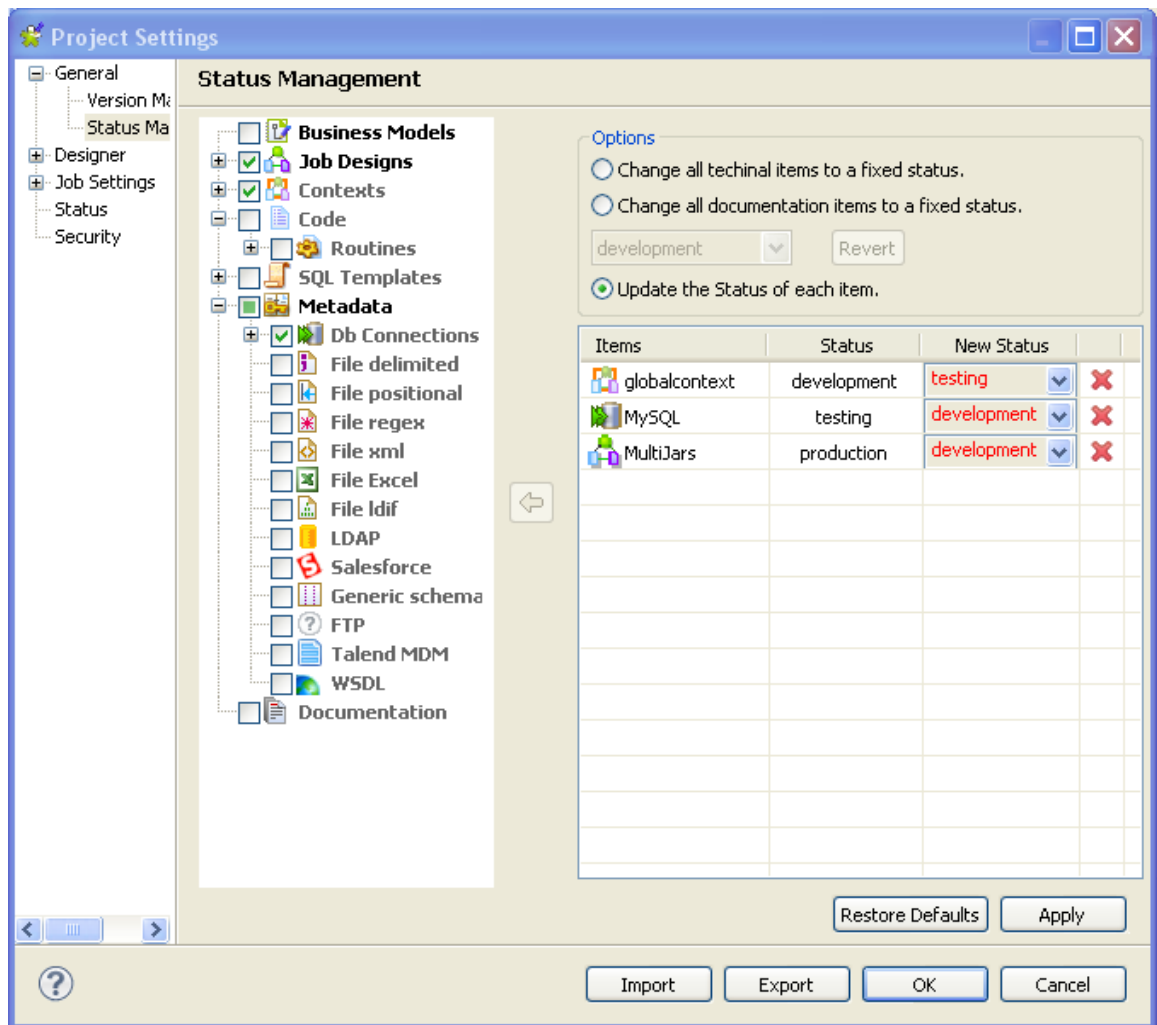 Project Settings
General
Version Ma
Status Ma
Designer
Job Settings
Status
Security
Status Management
Business Models
Job Designs
Contexts
Code
Routines
SQL Templates
Metadata
Db Connections
File delimited
File positional
File regex
File xml
File Excel
File ldif
LDAP
Salesforce
Generic schema
FTP
Talend MDM
WSDL
Documentation
Options
Change all techinal items to a fixed status.
Change all documentation items to a fixed status.
development Revert
Update the Status of each item.
Items Status New Status
globalcontext development testing
MySQL testing development
MultiJars production development
Restore Defaults Apply
Import Export OK Cancel